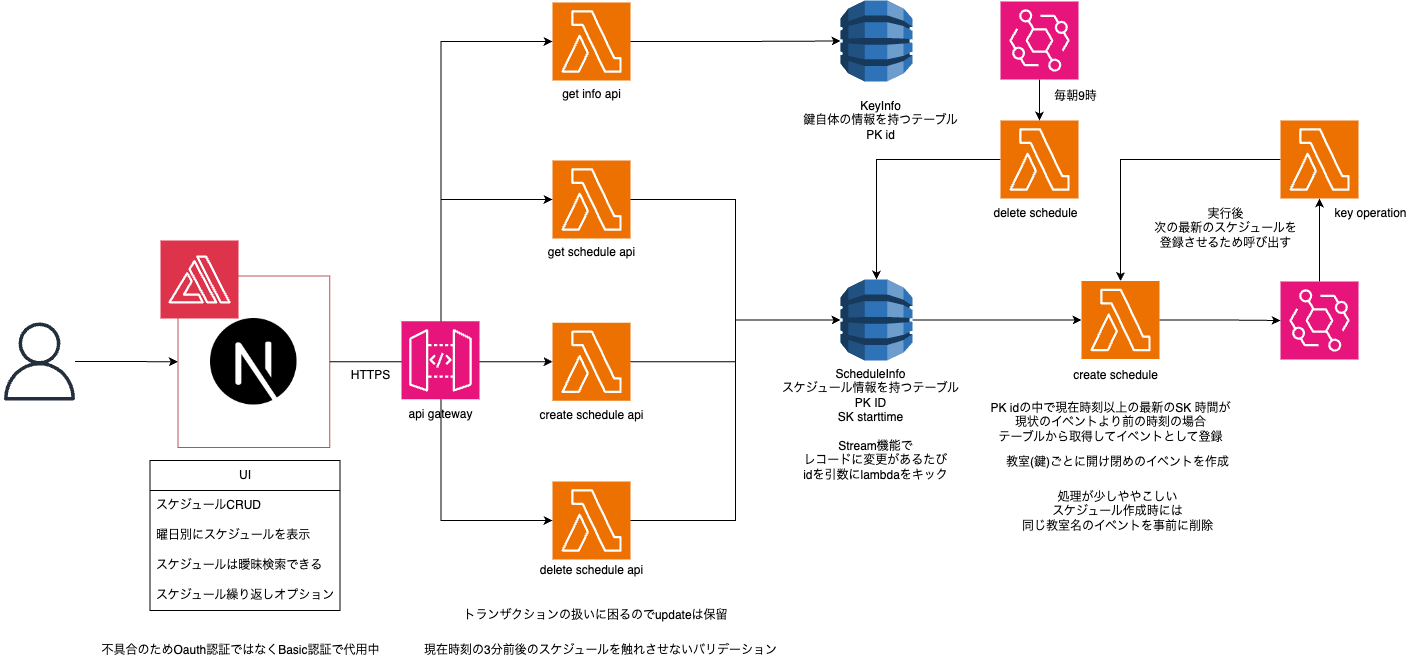 get info api
KeyInfo
鍵自体の情報を持つテーブル
PK id
毎朝9時
delete schedule
get schedule api
実行後
次の最新のスケジュールを
登録させるため呼び出す
key operation
N
HTTPS
</>
api gateway
create schedule api
ScheduleInfo
スケジュール情報を持つテーブル
PK ID
SK starttime
Stream機能で
レコードに変更があるたび
idを引数にlambdaをキック
create schedule
PK idの中で現在時刻以上の最新のSK 時間が
現状のイベントより前の時刻の場合
テーブルから取得してイベントとして登録
教室(鍵)ごとに開け閉めのイベントを作成
処理が少しややこしい
スケジュール作成時には
同じ教室名のイベントを事前に削除
UI
スケジュールCRUD
曜日別にスケジュールを表示
スケジュールは曖昧検索できる
スケジュール繰り返しオプション
delete schedule api
トランザクションの扱いに困るのでupdateは保留
不具合のためOauth認証ではなくBasic認証で代用中
現在時刻の3分前後のスケジュールを触れさせないバリデーション